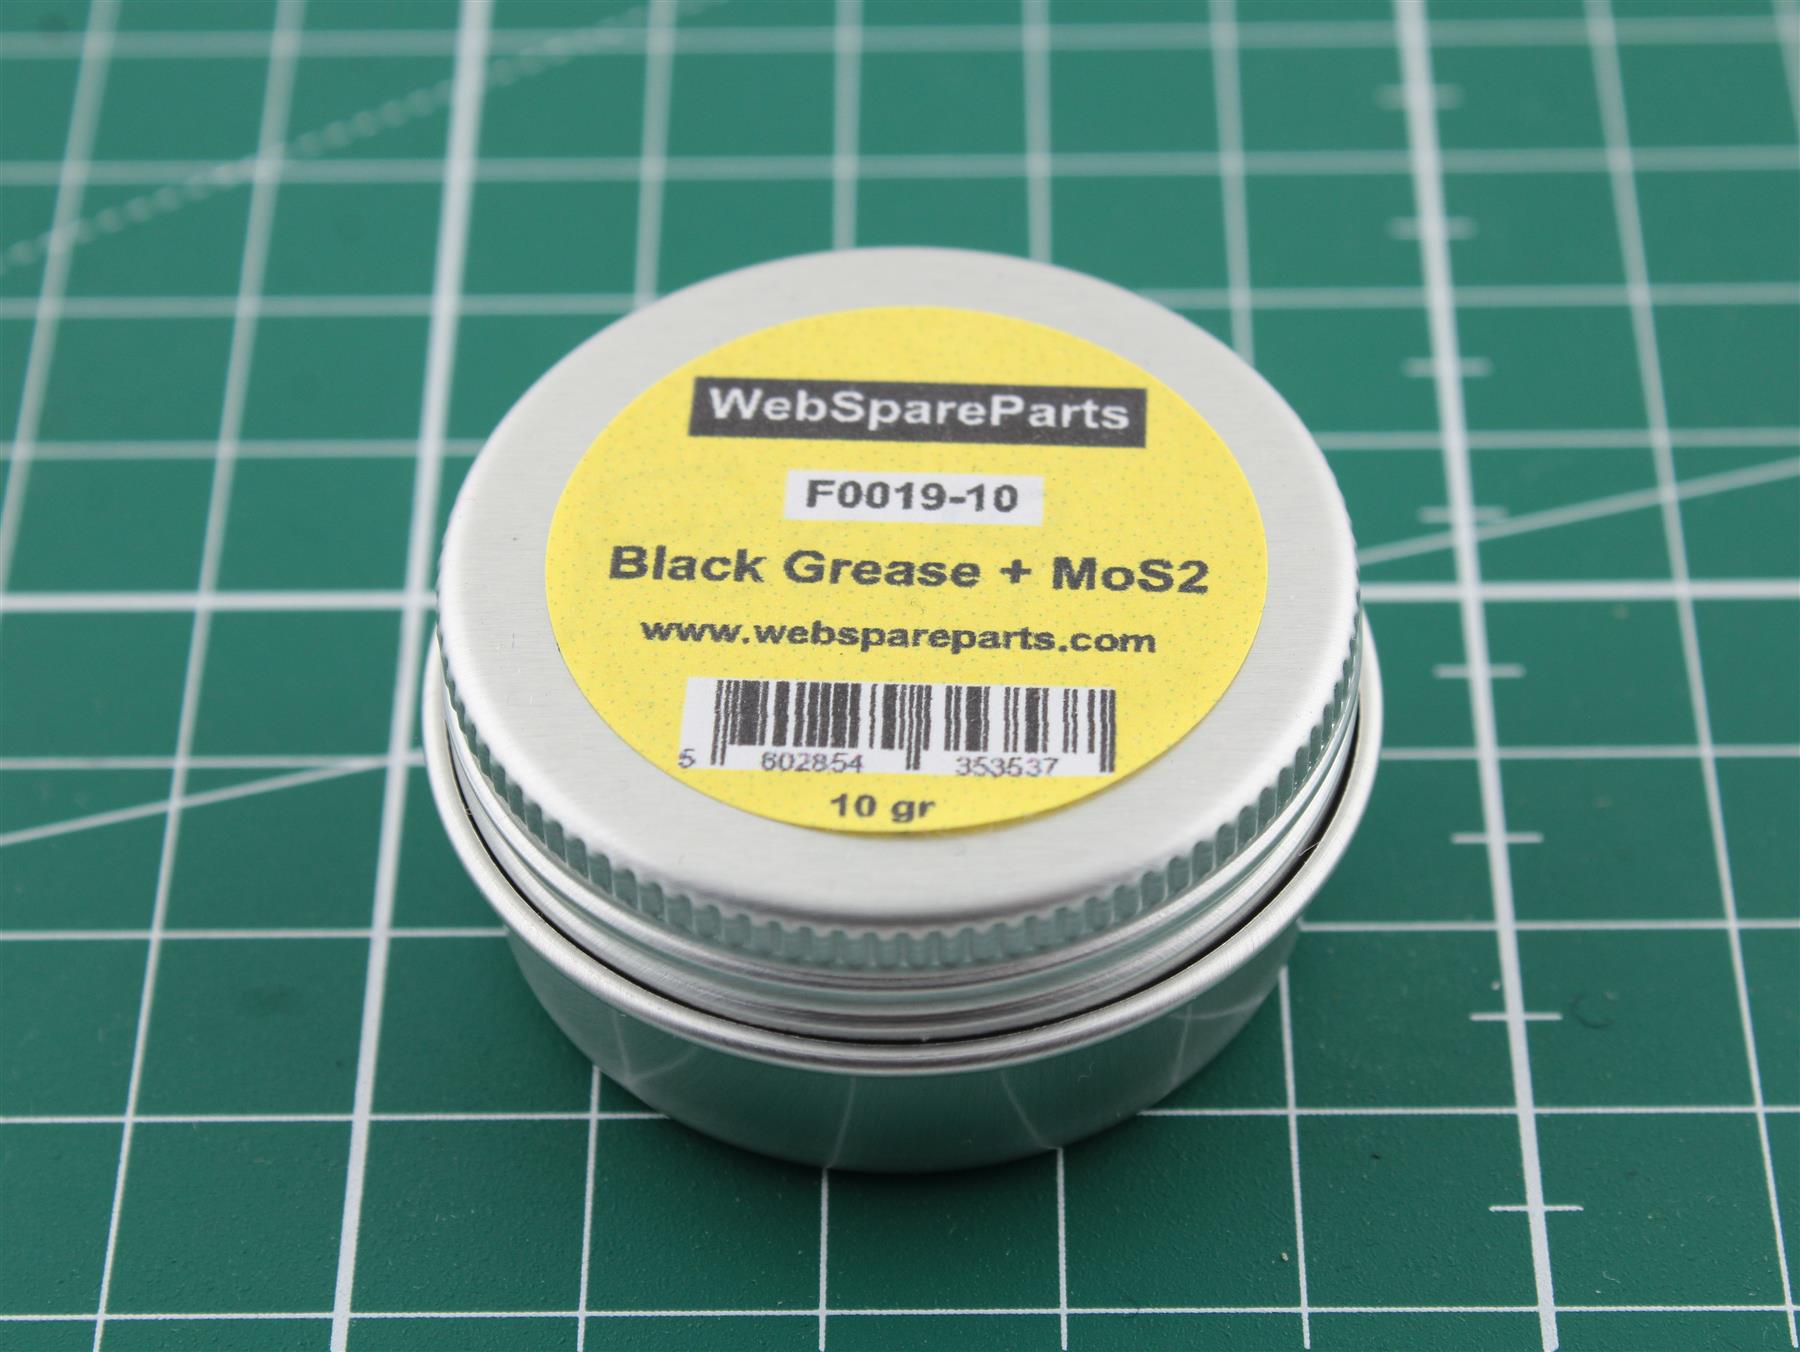 WebSpareParts
F0019-10
Black Grease + MoS2
www.webspareparts.com
5 602854 353537
10 gr